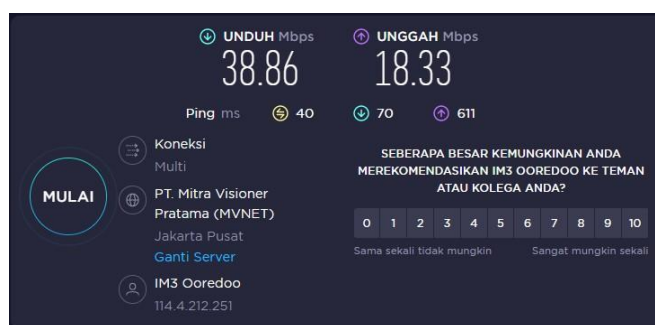 UNDUH Mbps
38.86
UNGGAH Mbps
18.33
Ping ms 40 70 611
MULAI
Koneksi
Multi
PT. Mitra Visioner
Pratama (MVNET)
Jakarta Pusat
Ganti Server
IM3 Ooredoo
114.4.212.251
SEBERAPA BESAR KEMUNGKINAN ANDA
MEREKOMENDASIKAN IM3 OOREDOO KE TEMAN
ATAU KOLEGA ANDA?
0 1 2 3 4 5 6 7 8 9 10
Sama sekali tidak mungkin Sangat mungkin sekali